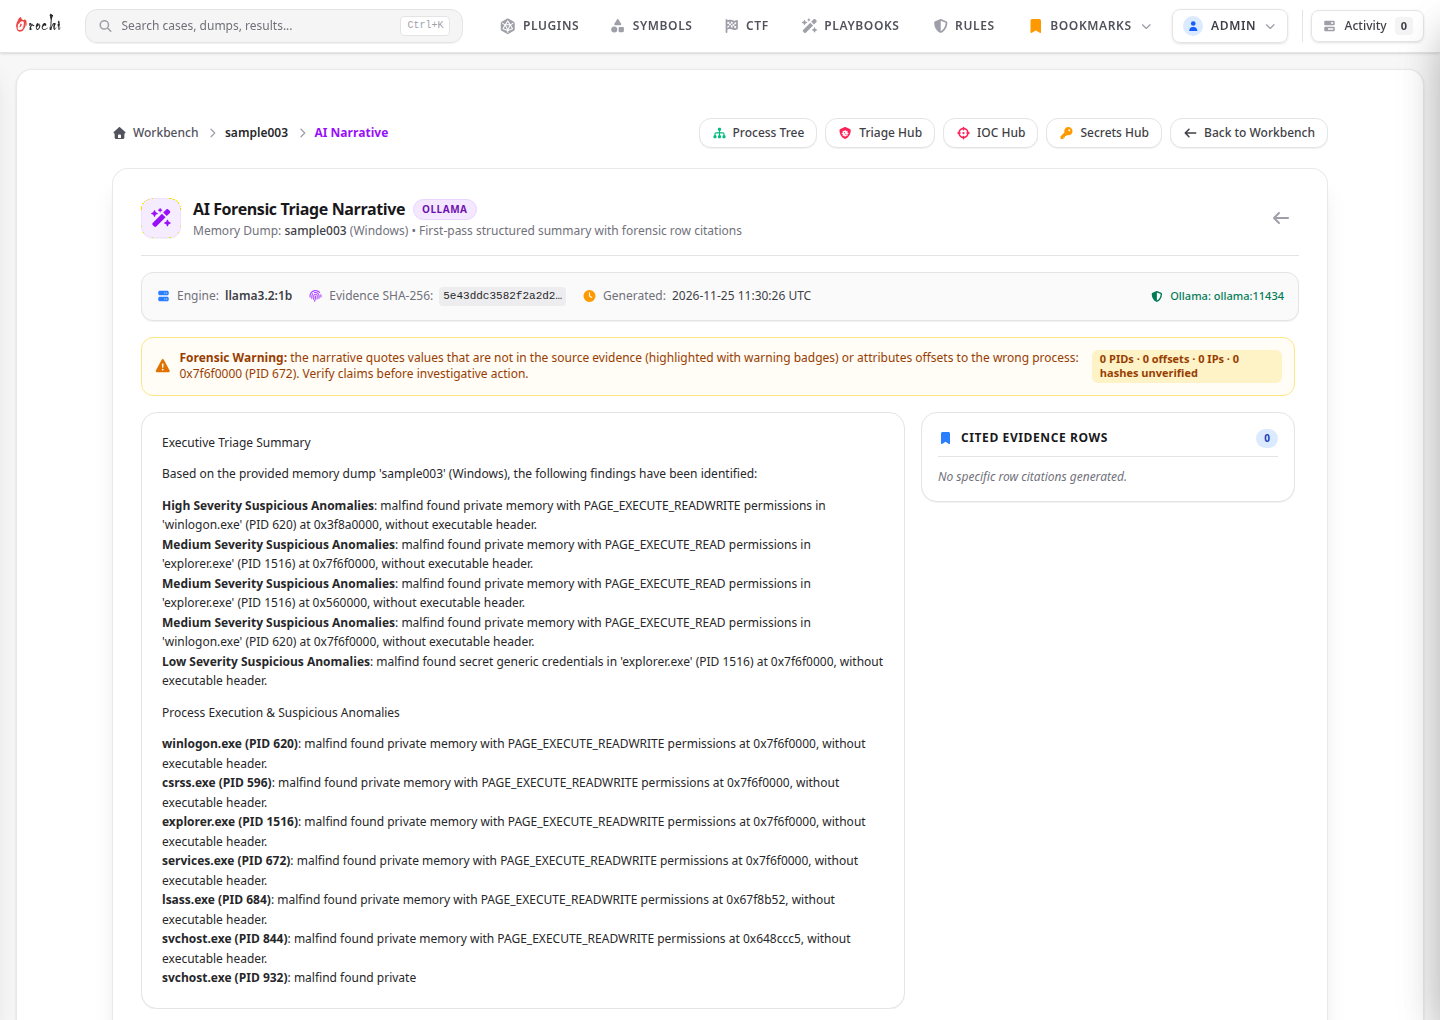 Orochi
Search cases, dumps, results...
Ctrl+K
PLUGINS
SYMBOLS
CTF
PLAYBOOKS
RULES
BOOKMARKS
ADMIN
Activity
0
Workbench
sample003
AI Narrative
Process Tree
Triage Hub
IOC Hub
Secrets Hub
Back to Workbench
AI Forensic Triage Narrative
OLLAMA
Memory Dump: sample003 (Windows) • First-pass structured summary with forensic row citations
Engine: llama3.2:1b
Evidence SHA-256: 5e43ddc3582f2a2d2…
Generated: 2026-11-25 11:30:26 UTC
Ollama: ollama:11434
Forensic Warning: the narrative quotes values that are not in the source evidence (highlighted with warning badges) or attributes offsets to the wrong process:
0x7f6f0000 (PID 672). Verify claims before investigative action.
0 PIDs · 0 offsets · 0 IPs · 0
hashes unverified
Executive Triage Summary
Based on the provided memory dump 'sample003' (Windows), the following findings have been identified:
High Severity Suspicious Anomalies: malfind found private memory with PAGE_EXECUTE_READWRITE permissions in
'winlogon.exe' (PID 620) at 0x3f8a0000, without executable header.
Medium Severity Suspicious Anomalies: malfind found private memory with PAGE_EXECUTE_READ permissions in
'explorer.exe' (PID 1516) at 0x7f6f0000, without executable header.
Medium Severity Suspicious Anomalies: malfind found private memory with PAGE_EXECUTE_READ permissions in
'explorer.exe' (PID 1516) at 0x560000, without executable header.
Medium Severity Suspicious Anomalies: malfind found private memory with PAGE_EXECUTE_READ permissions in
'winlogon.exe' (PID 620) at 0x7f6f0000, without executable header.
Low Severity Suspicious Anomalies: malfind found secret generic credentials in 'explorer.exe' (PID 1516) at 0x7f6f0000, without
executable header.
Process Execution & Suspicious Anomalies
winlogon.exe (PID 620): malfind found private memory with PAGE_EXECUTE_READWRITE permissions at 0x7f6f0000, without
executable header.
csrss.exe (PID 596): malfind found private memory with PAGE_EXECUTE_READWRITE permissions at 0x7f6f0000, without
executable header.
explorer.exe (PID 1516): malfind found private memory with PAGE_EXECUTE_READWRITE permissions at 0x7f6f0000, without
executable header.
services.exe (PID 672): malfind found private memory with PAGE_EXECUTE_READWRITE permissions at 0x7f6f0000, without
executable header.
lsass.exe (PID 684): malfind found private memory with PAGE_EXECUTE_READWRITE permissions at 0x67f8b52, without
executable header.
svchost.exe (PID 844): malfind found private memory with PAGE_EXECUTE_READWRITE permissions at 0x648ccc5, without
executable header.
svchost.exe (PID 932): malfind found private
CITED EVIDENCE ROWS
0
No specific row citations generated.